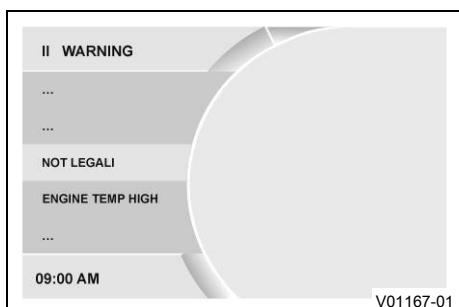 II WARNING
...
...
NOT LEGALI
ENGINE TEMP HIGH
...
09:00 AM
V01167-01